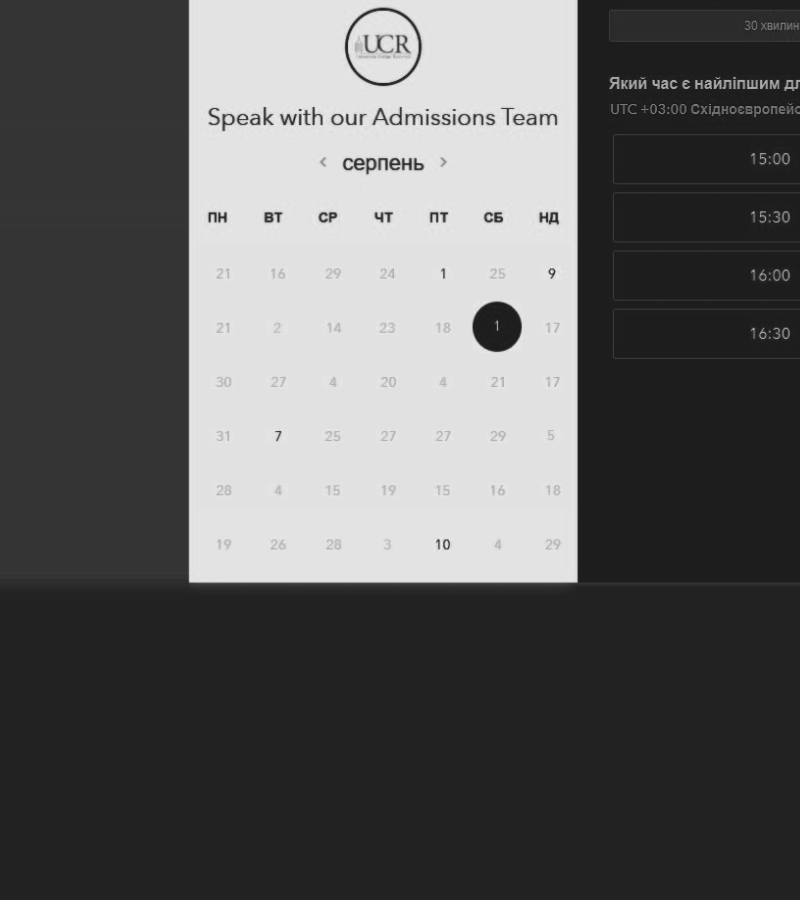 UCR
Speak with our Admissions Team
‹ серпень ›
ПН ВТ СР ЧТ ПТ СБ НД
21 16 29 24 1 25 9
21 2 14 23 18 1 17
30 27 4 20 4 21 17
31 7 25 27 27 29 5
28 4 15 19 15 16 18
19 26 28 3 10 4 29
30 хвилин
Який час є найліпшим дл
UTC +03:00 Східноєвропейс
15:00
15:30
16:00
16:30